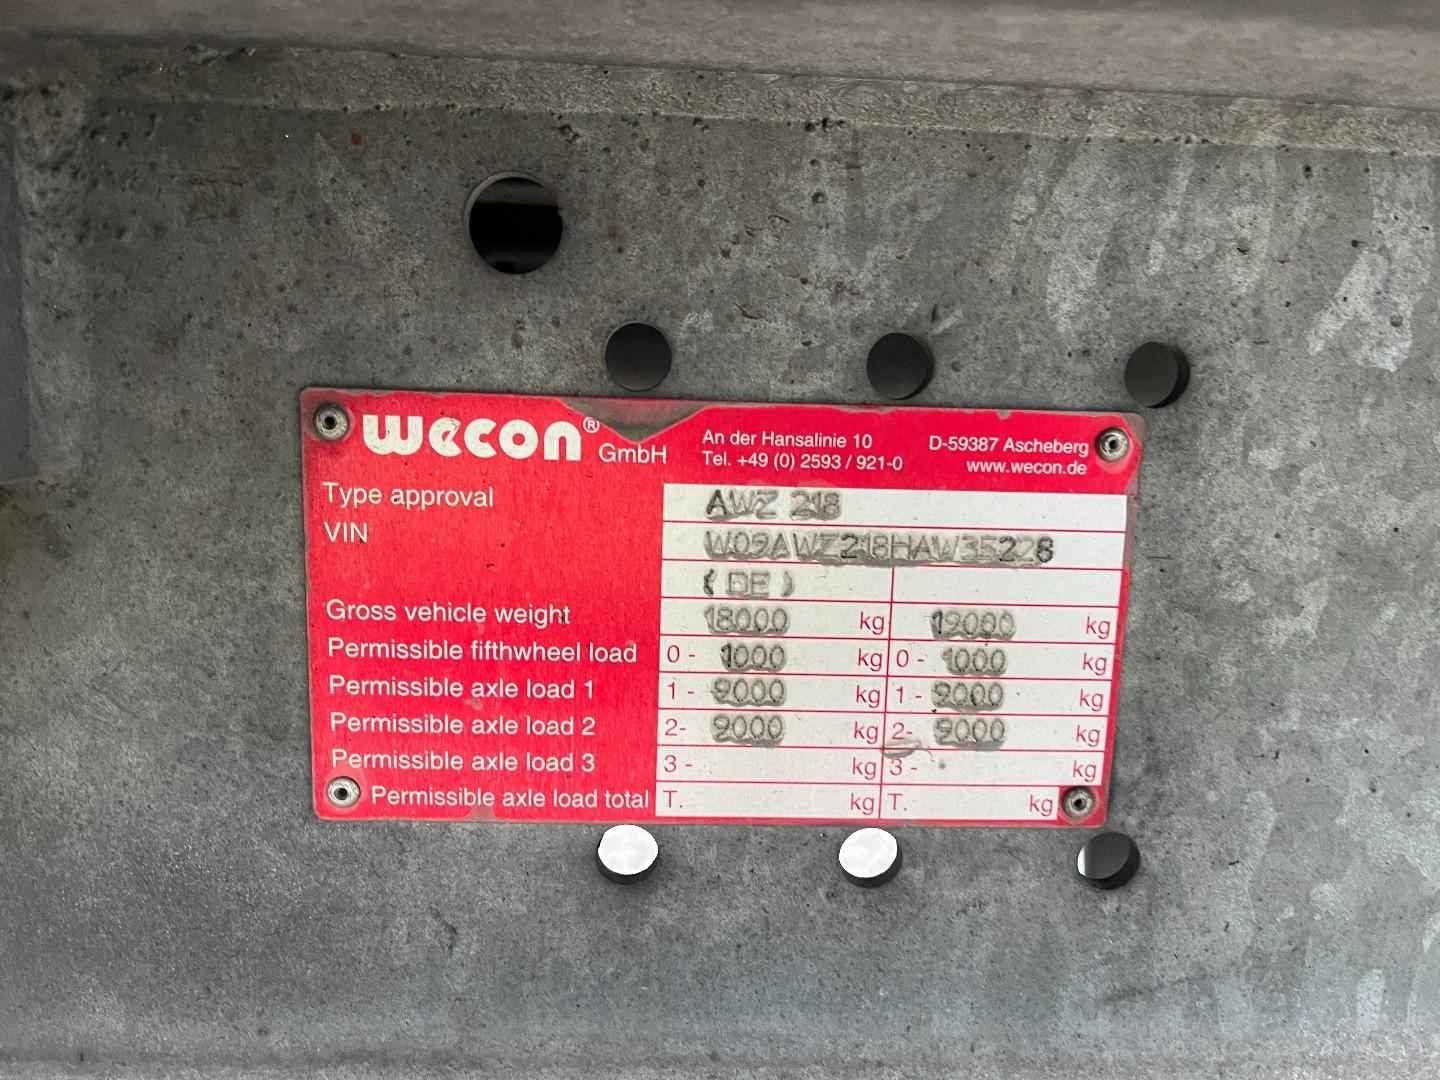 wecon® GmbH An der Hansalinie 10 D-59387 Ascheberg
Tel. +49 (0) 2593 / 921-0 www.wecon.de
Type approval AWZ 218
VIN W09AWZ218HAW35228
(DE)
Gross vehicle weight 18000 kg 19000 kg
Permissible fifthwheel load 0 - 1000 kg 0 - 1000 kg
Permissible axle load 1 1 - 9000 kg 1 - 9000 kg
Permissible axle load 2 2- 9000 kg 2- 9000 kg
Permissible axle load 3 3 - kg 3 - kg
Permissible axle load total T. kg T. kg